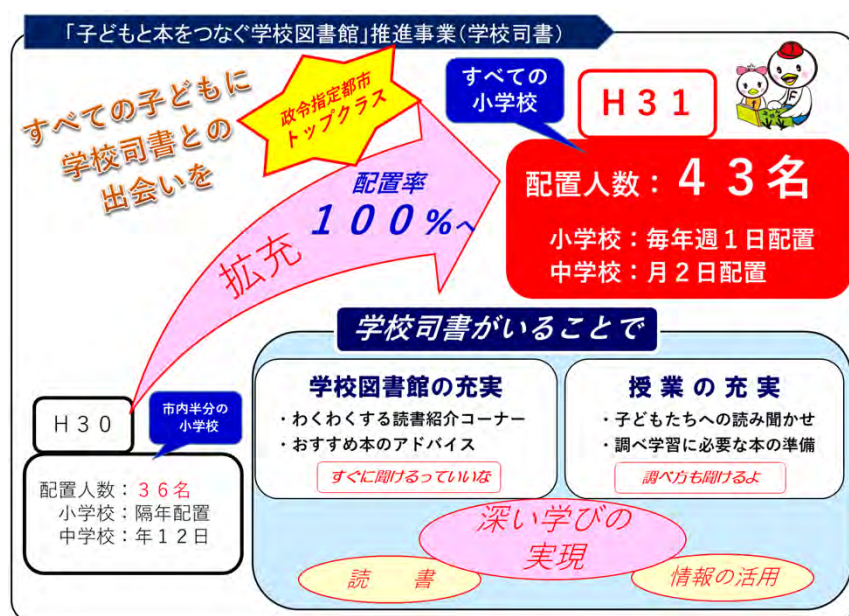 「子どもと本をつなぐ学校図書館」推進事業(学校司書)
すべての子どもに
学校司書との
出会いを
政令指定都市
トップクラス
すべての
小学校
H31
配置率
100%へ
拡充
配置人数：43名
小学校：毎年週1日配置
中学校：月2日配置
H30
市内半分の
小学校
配置人数：36名
小学校：隔年配置
中学校：年12日
学校司書がいることで
学校図書館の充実
・わくわくする読書紹介コーナー
・おすすめ本のアドバイス
すぐに聞けるっていいな
授業の充実
・子どもたちへの読み聞かせ
・調べ学習に必要な本の準備
調べ方も聞けるよ
深い学びの
実現
読　書
情報の活用